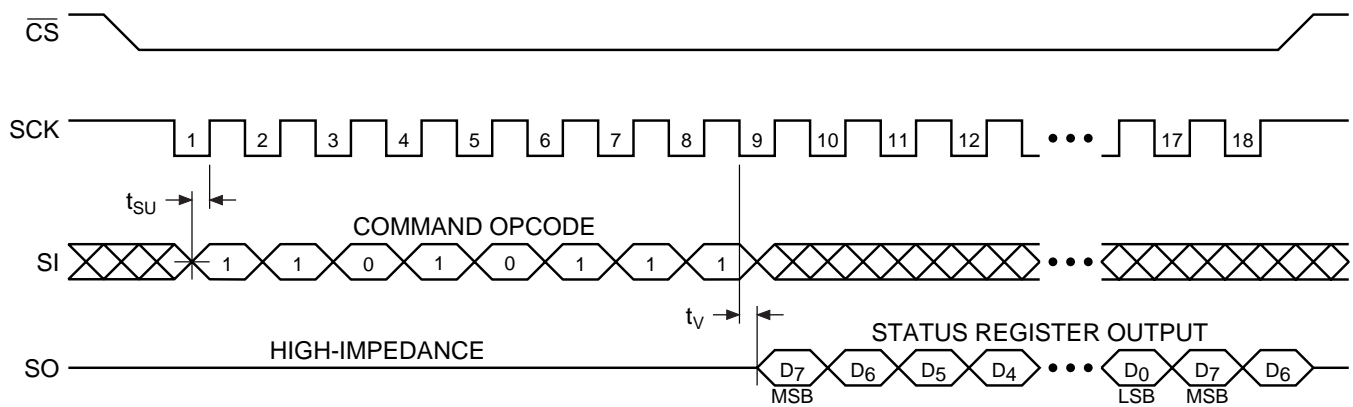 CS
SCK 1 2 3 4 5 6 7 8 9 10 11 12 ••• 17 18
tSU
COMMAND OPCODE
SI 1 1 0 1 0 1 1 1 •••
tV
STATUS REGISTER OUTPUT
HIGH-IMPEDANCE
SO D7 D6 D5 D4 ••• D0 D7 D6
MSB LSB MSB